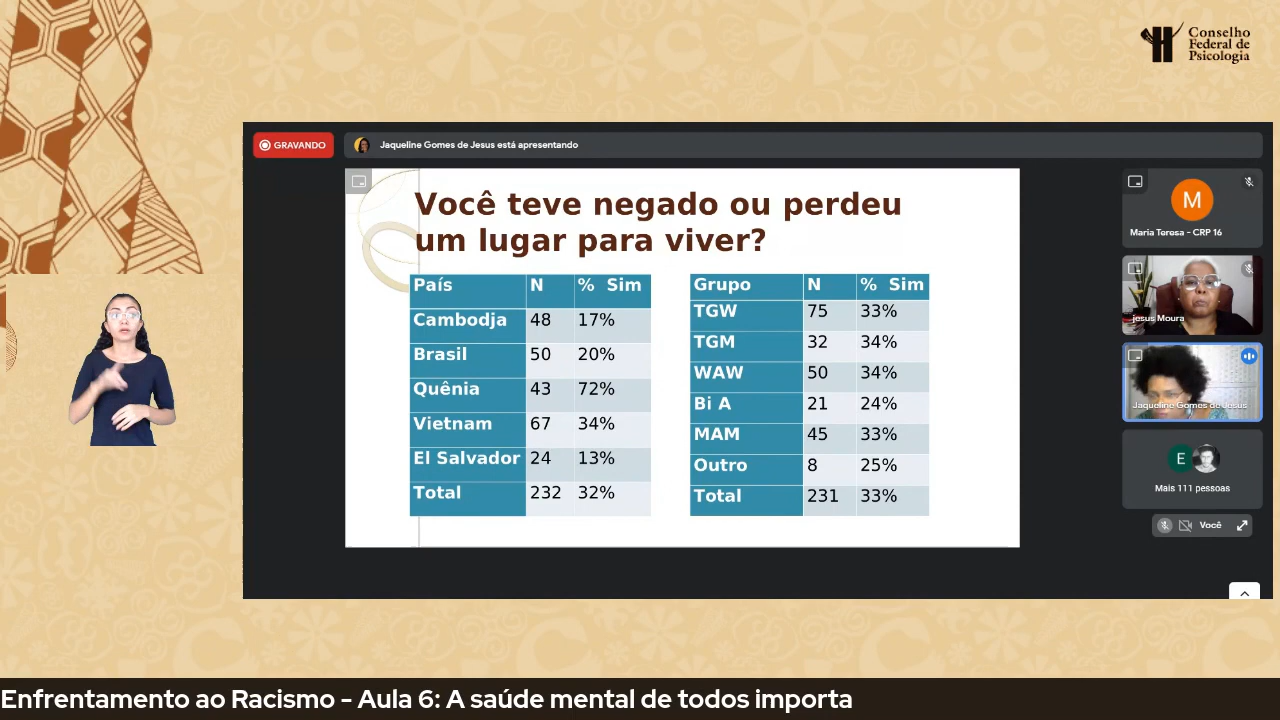 Conselho
Federal de
Psicologia
GRAVANDO
Jaqueline Gomes de Jesus está apresentando
Você teve negado ou perdeu
um lugar para viver?
País N % Sim
Cambodja 48 17%
Brasil 50 20%
Quênia 43 72%
Vietnam 67 34%
El Salvador 24 13%
Total 232 32%
Grupo N % Sim
TGW 75 33%
TGM 32 34%
WAW 50 34%
Bi A 21 24%
MAM 45 33%
Outro 8 25%
Total 231 33%
M
Maria Teresa - CRP 16
jesus Moura
Jaqueline Gomes de Jesus
E
Mais 111 pessoas
Você
Enfrentamento ao Racismo - Aula 6: A saúde mental de todos importa